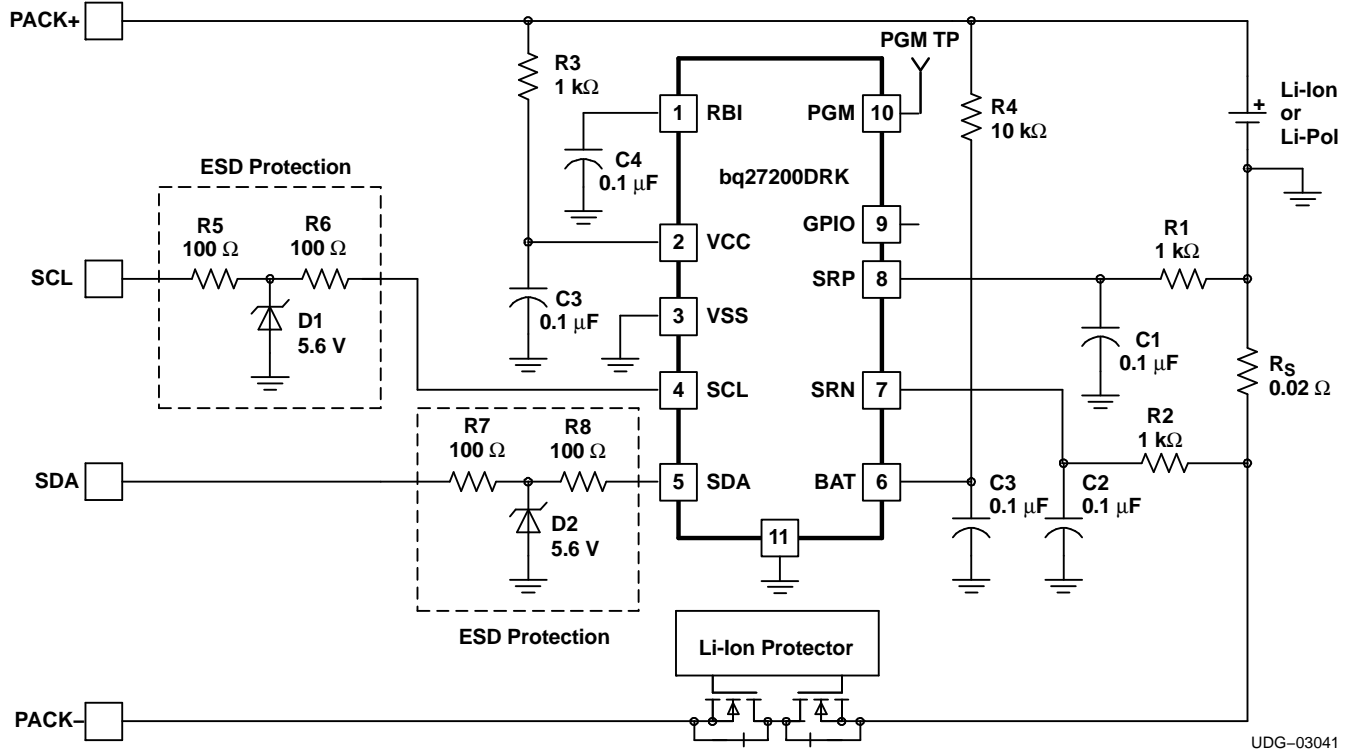 PACK+
R3
1 kΩ
PGM TP
1
RBI
PGM
10
R4
10 kΩ
+
Li-Ion
or
Li-Pol
ESD Protection
C4
0.1 μF
bq27200DRK
R5
100 Ω
R6
100 Ω
2
VCC
GPIO
9
R1
1 kΩ
SCL
SRP
8
D1
5.6 V
C3
0.1 μF
3
VSS
C1
0.1 μF
RS
0.02 Ω
4
SCL
SRN
7
R7
100 Ω
R8
100 Ω
R2
1 kΩ
SDA
5
SDA
BAT
6
C3
0.1 μF
C2
0.1 μF
D2
5.6 V
11
ESD Protection
Li-Ion Protector
PACK–
UDG–03041